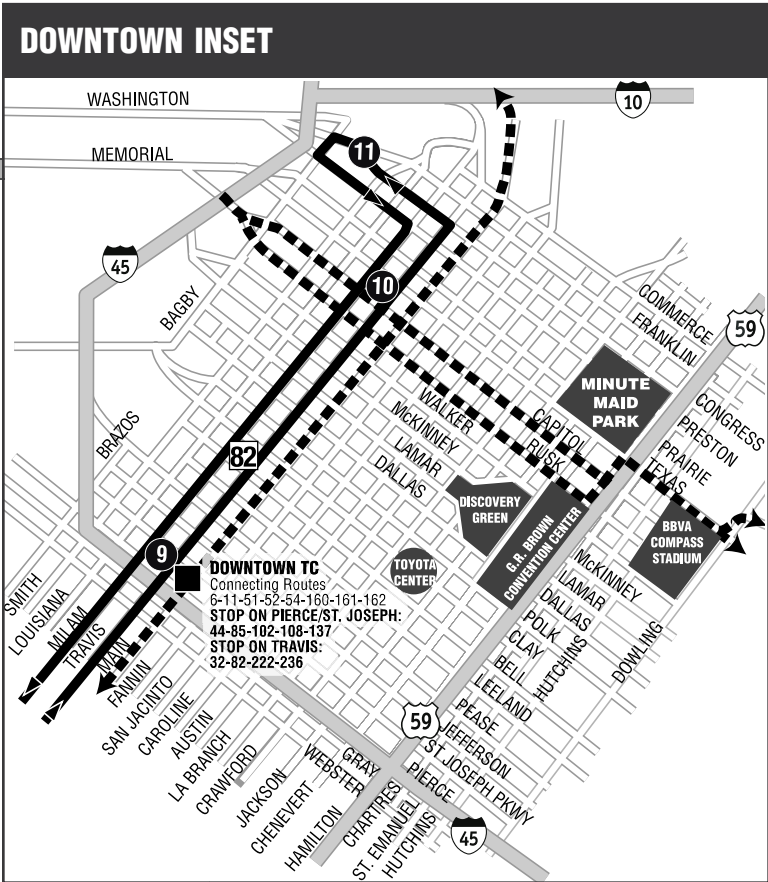 DOWNTOWN INSET
WASHINGTON
10
MEMORIAL
11
45
10
BAGBY
COMMERCE
FRANKLIN
59
MINUTE
MAID
PARK
CONGRESS
PRESTON
PRAIRIE
TEXAS
CAPITOL
RUSK
WALKER
McKINNEY
LAMAR
DALLAS
BRAZOS
82
DISCOVERY
GREEN
G.R. BROWN
CONVENTION CENTER
BBVA
COMPASS
STADIUM
TOYOTA
CENTER
9
DOWNTOWN TC
Connecting Routes
6-11-51-52-54-160-161-162
STOP ON PIERCE/ST. JOSEPH:
44-85-102-108-137
STOP ON TRAVIS:
32-82-222-236
SMITH
LOUISIANA
MILAM
TRAVIS
MAIN
FANNIN
SAN JACINTO
CAROLINE
AUSTIN
LA BRANCH
CRAWFORD
JACKSON
CHENEVERT
HAMILTON
McKINNEY
LAMAR
DALLAS
POLK
CLAY
BELL
LEELAND
PEASE
JEFFERSON
ST JOSEPH PKWY
PIERCE
GRAY
WEBSTER
HUTCHINS
DOWLING
59
CHARTRES
ST. EMANUEL
HUTCHINS
45